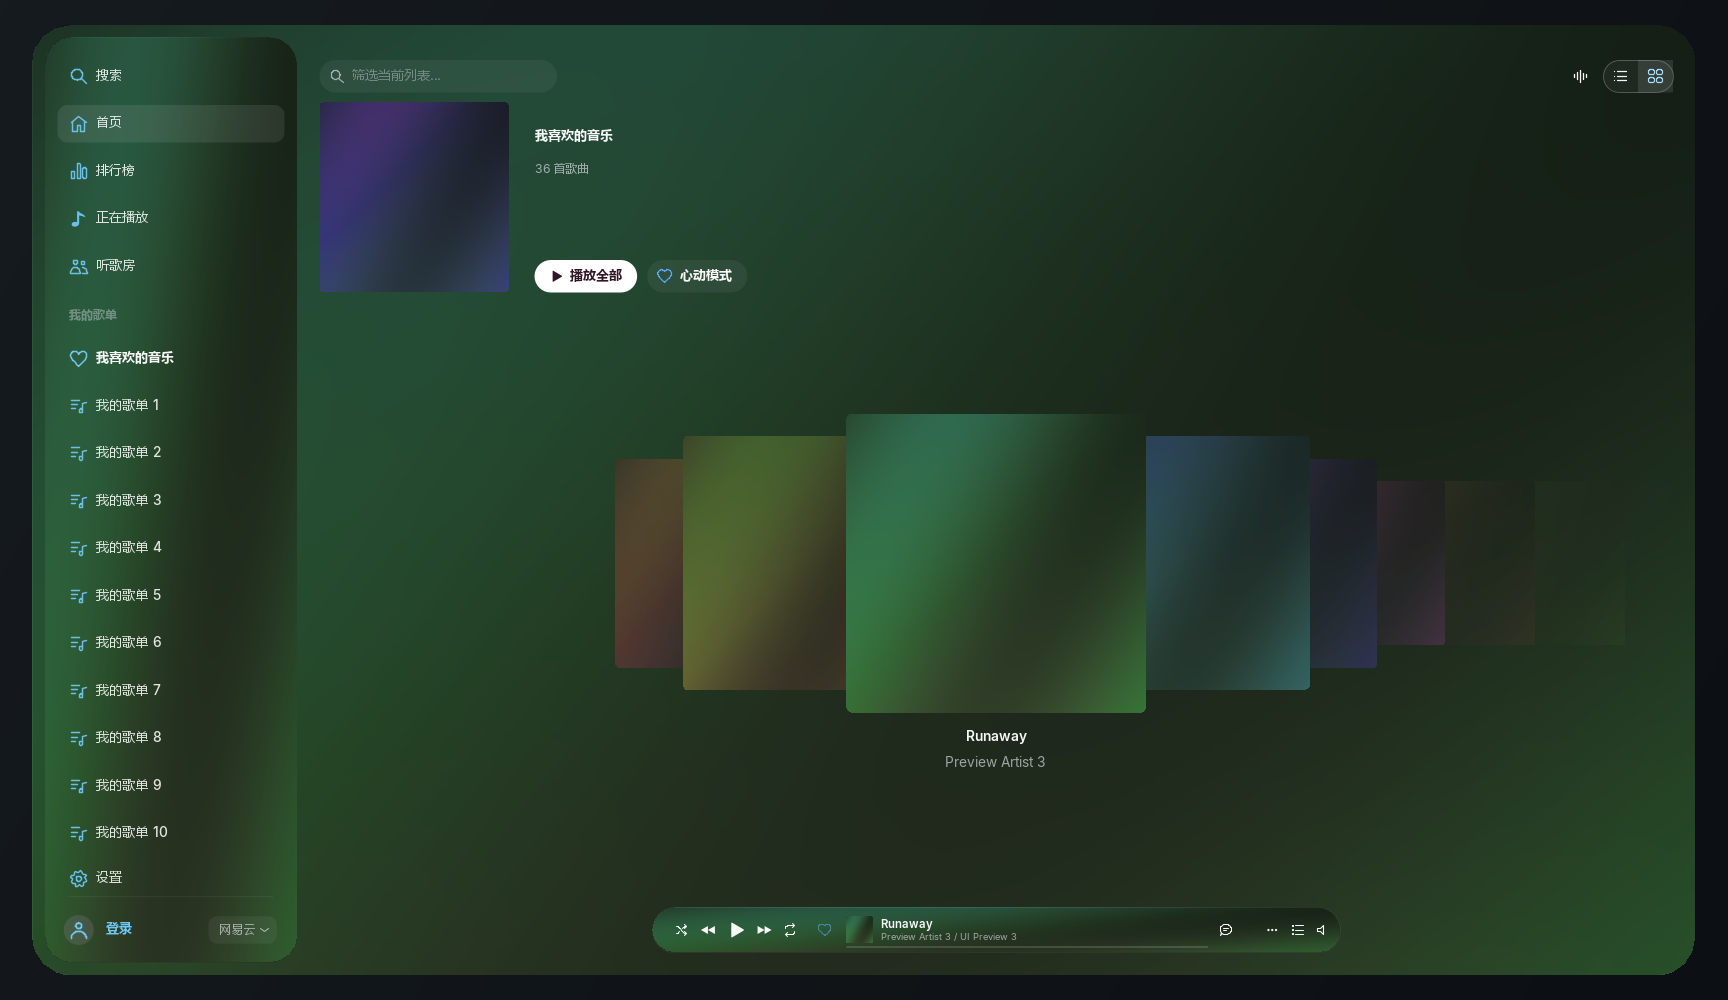 搜索
首页
排行榜
正在播放
听歌房
我的歌单
我喜欢的音乐
我的歌单 1
我的歌单 2
我的歌单 3
我的歌单 4
我的歌单 5
我的歌单 6
我的歌单 7
我的歌单 8
我的歌单 9
我的歌单 10
设置
登录
网易云
筛选当前列表...
我喜欢的音乐
36 首歌曲
播放全部
心动模式
Runaway
Preview Artist 3
Runaway
Preview Artist 3 / UI Preview 3